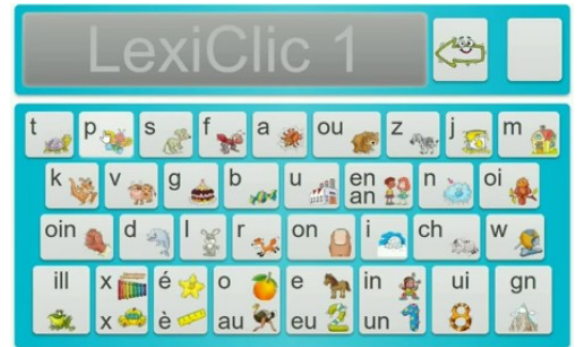 LexiClic 1
t p s f a ou z j m
k v g b u en an n oi
oin d l r on i ch w
ill x é o e in ui gn
x è au eu un